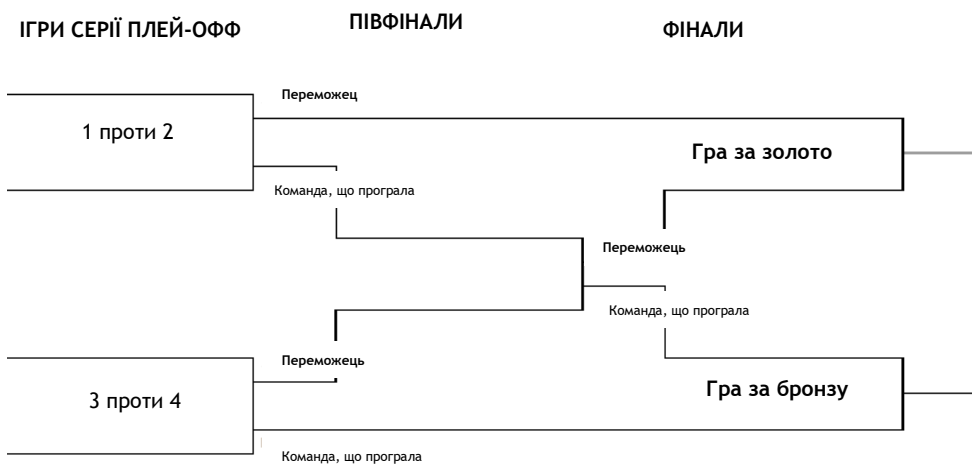 ІГРИ СЕРІЇ ПЛЕЙ-ОФФ
ПІВФІНАЛИ
ФІНАЛИ
Переможец
1 проти 2
Гра за золото
Команда, що програла
Переможець
Команда, що програла
Переможець
3 проти 4
Гра за бронзу
Команда, що програла